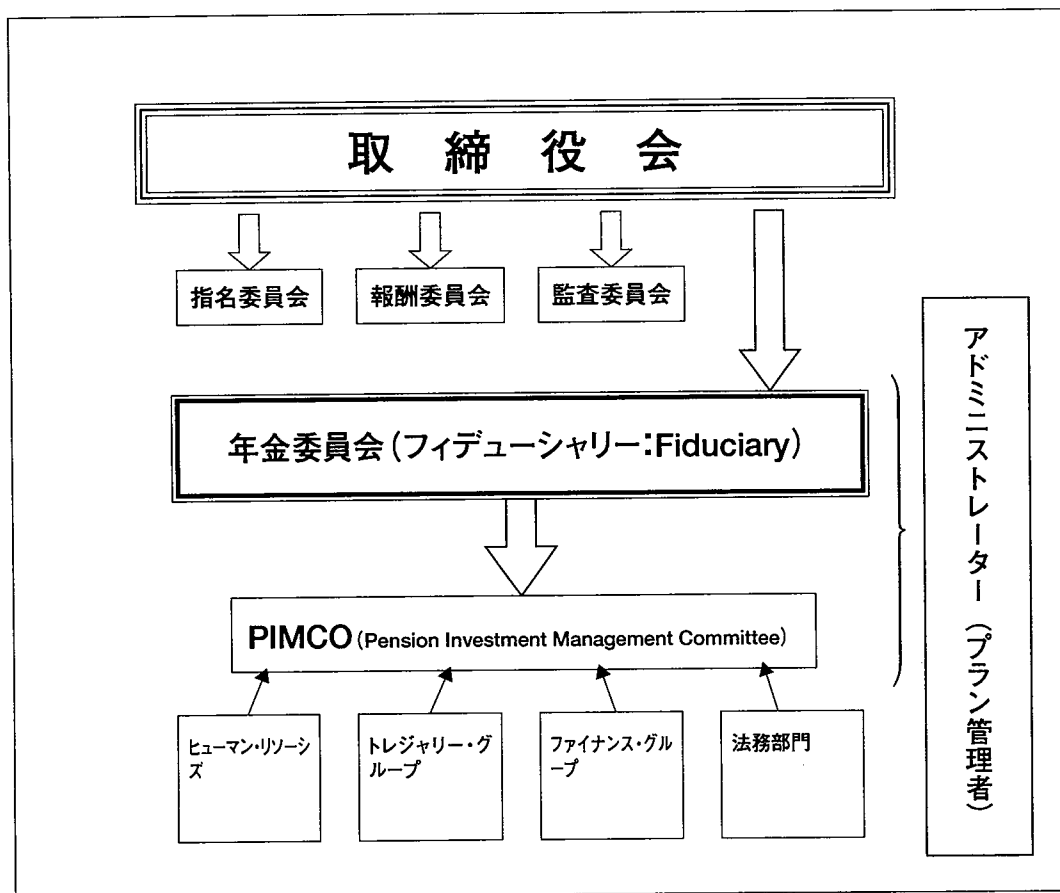 取締役会
指名委員会
報酬委員会
監査委員会
年金委員会(フィデューシャリー:Fiduciary)
PIMCO (Pension Investment Management Committee)
ヒューマン・リソーシ
ズ
トレジャリー・グ
ループ
ファイナンス・グル
ープ
法務部門
アドミニストレーター(プラン管理者)